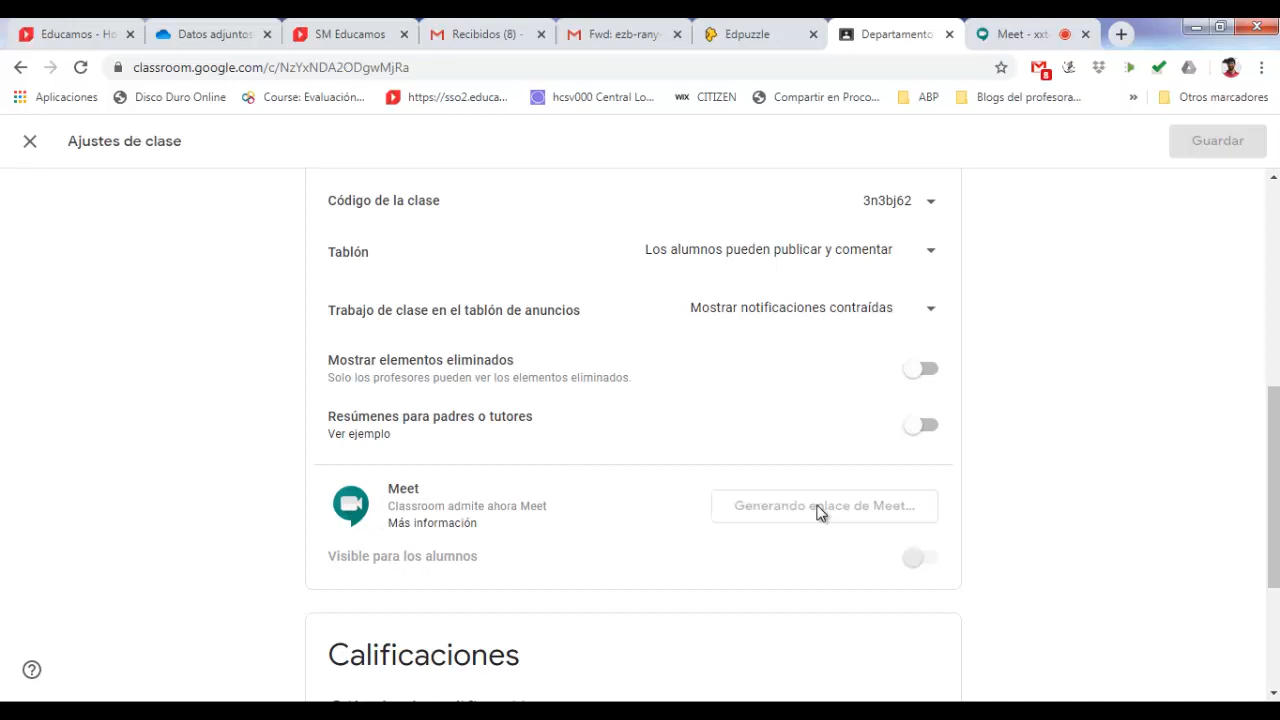 Educamos - Ho
Datos adjuntos
SM Educamos
Recibidos (8)
Fwd: ezb-rany-
Edpuzzle
Departamento
Meet - xxt-
classroom.google.com/c/NzYxNDA2ODgwMjRa
8
Aplicaciones
Disco Duro Online
Course: Evaluación...
https://sso2.educa...
hcsv000 Central Lo...
WIX CITIZEN
Compartir en Proco...
ABP
Blogs del profesora...
»
Otros marcadores
Ajustes de clase
Guardar
Código de la clase
3n3bj62
Tablón
Los alumnos pueden publicar y comentar
Trabajo de clase en el tablón de anuncios
Mostrar notificaciones contraídas
Mostrar elementos eliminados
Solo los profesores pueden ver los elementos eliminados.
Resúmenes para padres o tutores
Ver ejemplo
Meet
Classroom admite ahora Meet
Más información
Generando enlace de Meet...
Visible para los alumnos
Calificaciones